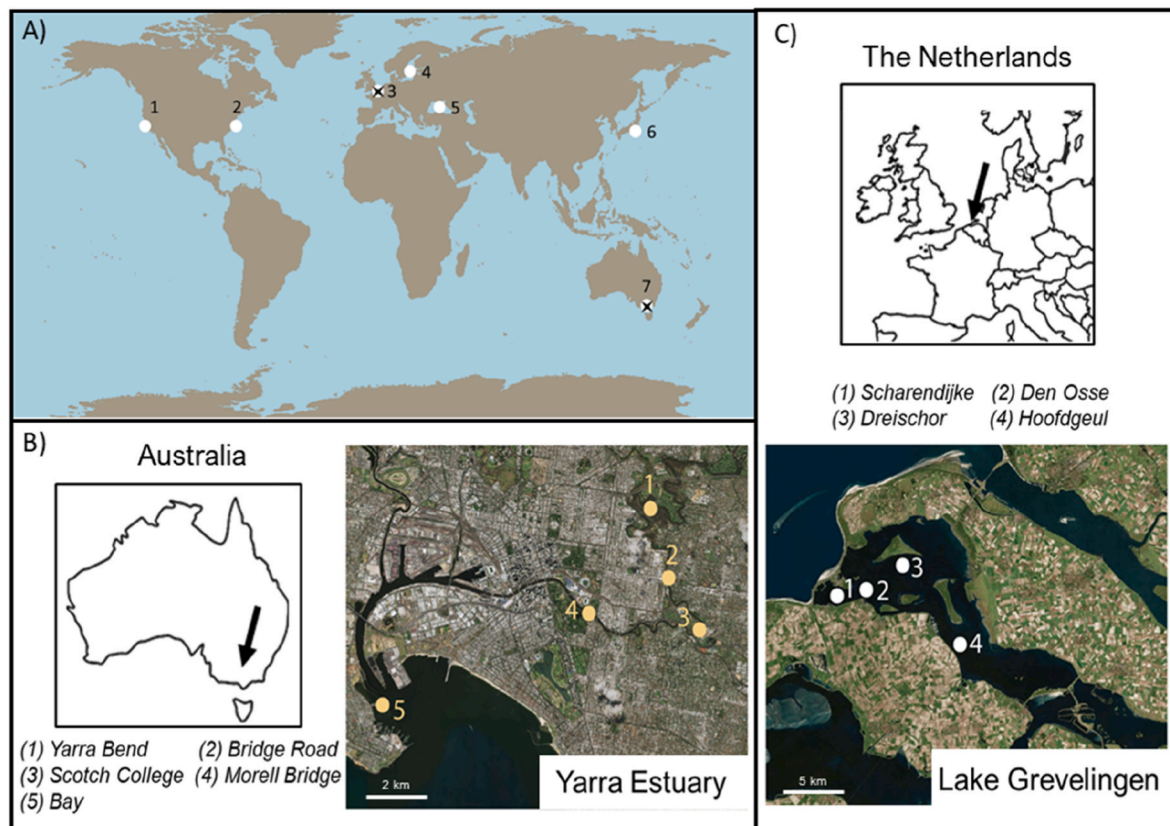 A)
1
2
3
4
5
6
7
B)
Australia
(1) Yarra Bend (2) Bridge Road
(3) Scotch College (4) Morell Bridge
(5) Bay
1
2
3
4
5
2 km
Yarra Estuary
C)
The Netherlands
(1) Scharendijke (2) Den Osse
(3) Dreischor (4) Hoofdgeul
1
2
3
4
5 km
Lake Grevelingen